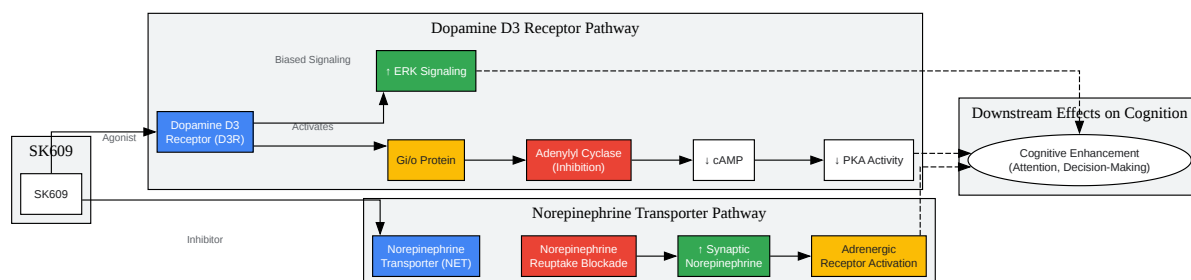 Dopamine D3 Receptor Pathway
Biased Signaling
↑ ERK Signaling
Dopamine D3
Receptor (D3R)
Activates
Agonist
Gi/o Protein
Adenylyl Cyclase
(Inhibition)
↓ cAMP
↓ PKA Activity
Downstream Effects on Cognition
Cognitive Enhancement
(Attention, Decision-Making)
SK609
SK609
Inhibitor
Norepinephrine Transporter Pathway
Norepinephrine
Transporter (NET)
Norepinephrine
Reuptake Blockade
↑ Synaptic
Norepinephrine
Adrenergic
Receptor Activation